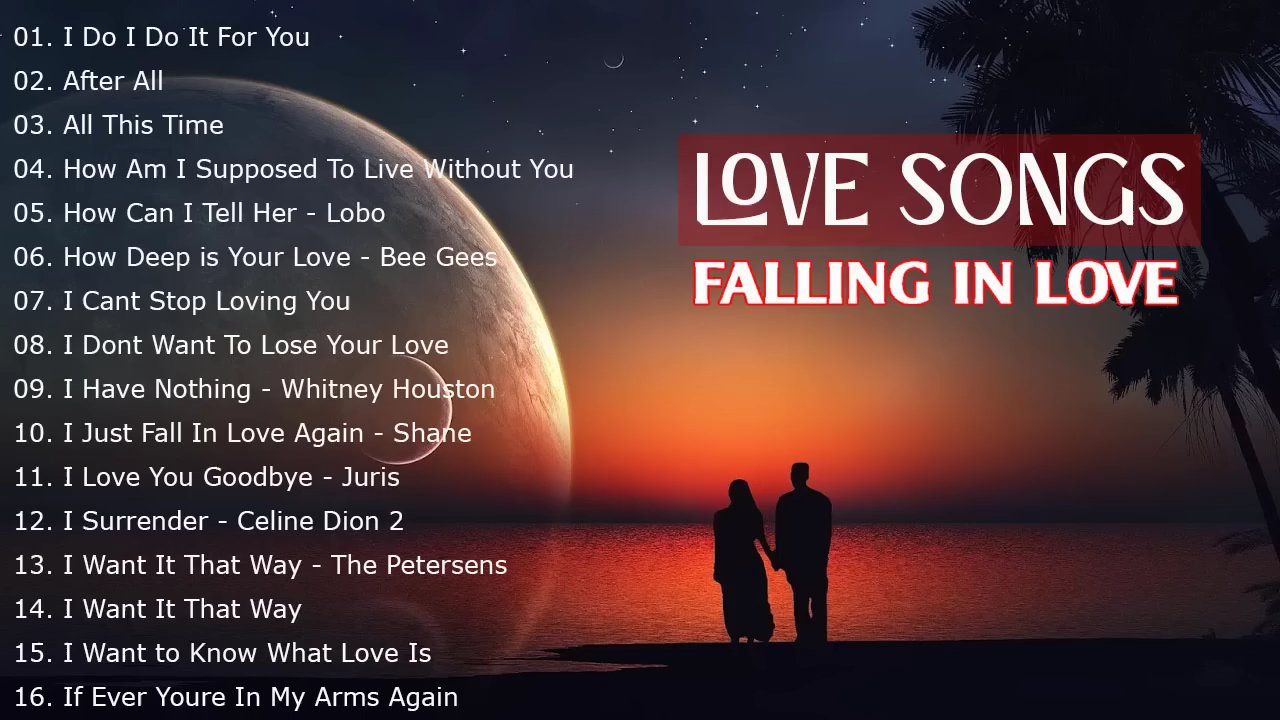 01. I Do I Do It For You
02. After All
03. All This Time
04. How Am I Supposed To Live Without You
05. How Can I Tell Her - Lobo
06. How Deep is Your Love - Bee Gees
07. I Cant Stop Loving You
08. I Dont Want To Lose Your Love
09. I Have Nothing - Whitney Houston
10. I Just Fall In Love Again - Shane
11. I Love You Goodbye - Juris
12. I Surrender - Celine Dion 2
13. I Want It That Way - The Petersens
14. I Want It That Way
15. I Want to Know What Love Is
16. If Ever Youre In My Arms Again
LOVE SONGS
FALLING IN LOVE